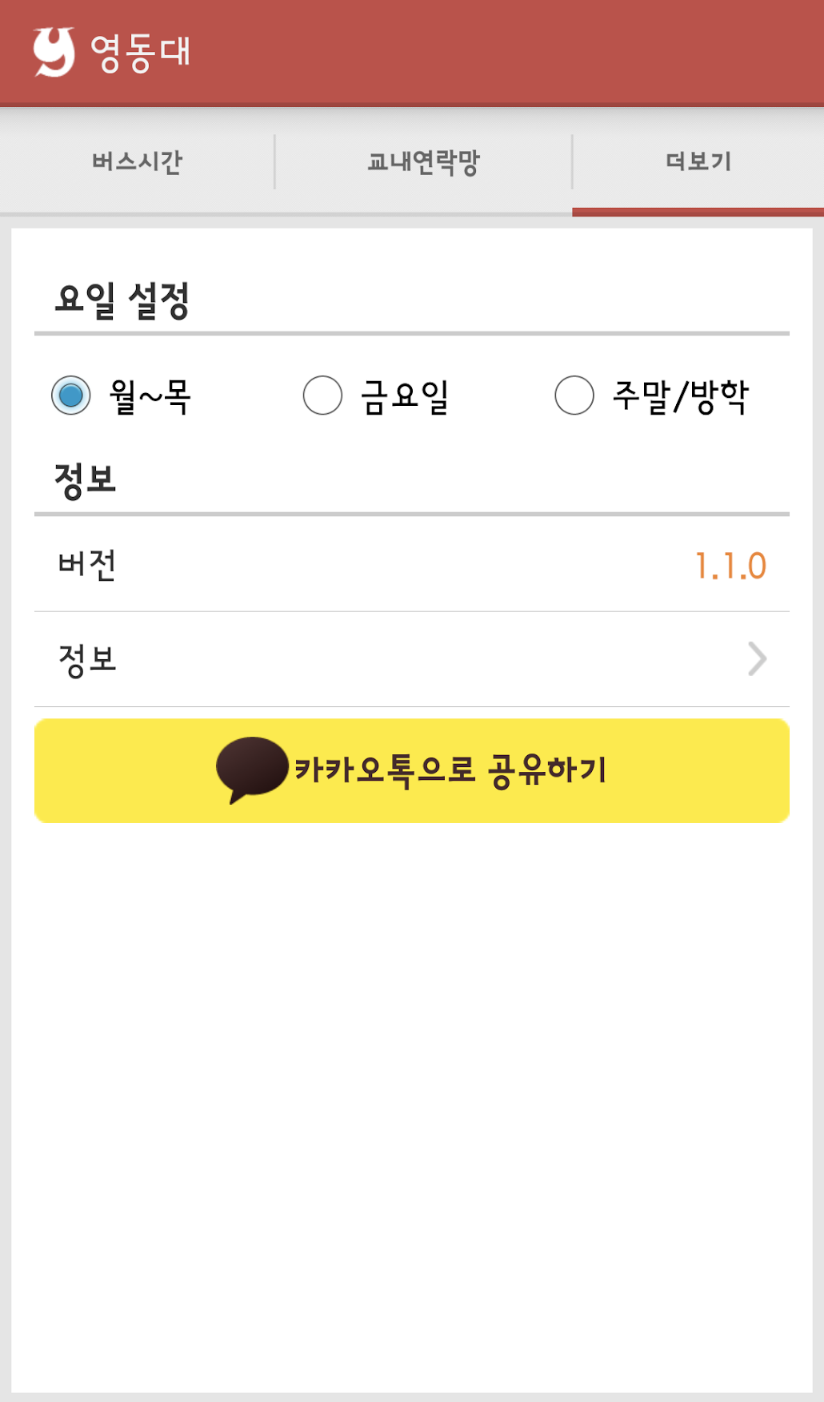 영동대
버스시간 교내연락망 더보기
요일 설정
월~목 금요일 주말/방학
정보
버전 1.1.0
정보
카카오톡으로 공유하기